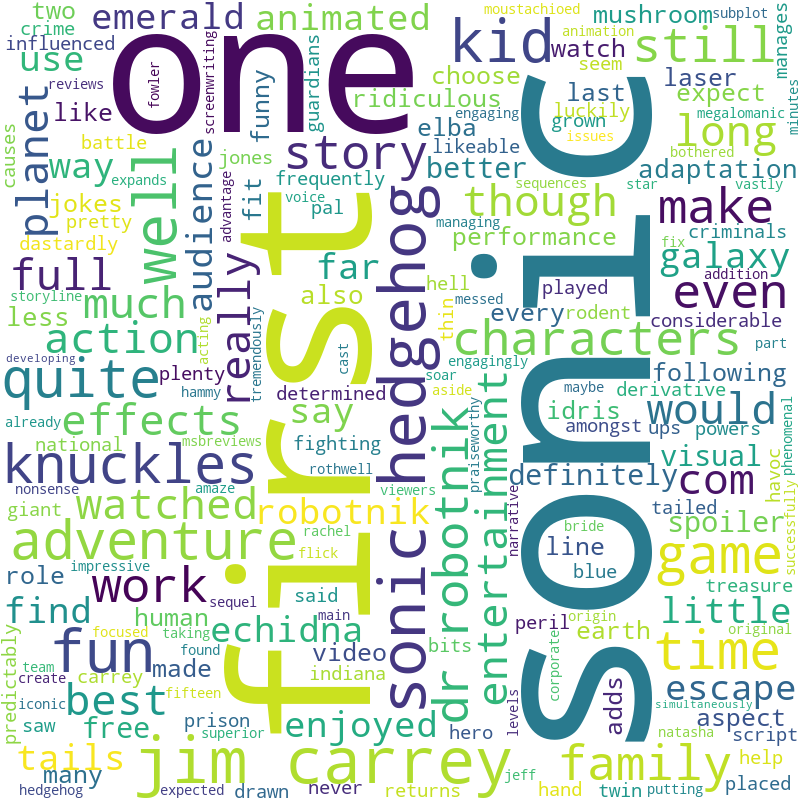 moustachioed
two
emerald
animated
mushroom
subplot
crime
one
kid
animation
manages
influenced
fowler
screenwriting
funny
guardians
watch
still
use
choose
seem
laser
reviews
ridiculous
last
expect
minutes
like
engaging
luckily
megalomanic
planet
battle
elba
grown
long
causes
story
likeable
issues
bothered
way
well
audience
jones
better
adaptation
expands
advantage
fit
frequently
sequences
star
vastly
jokes
voice
though
make
pretty
pal
managing
criminals
dastardly
performance
fix
galaxy
full
really
far
hedgehog
sonic
addition
storyline
much
also
hell
messed
played
even
less
acting
tremendously
first
thin
every
rodent
considerable
action
characters
part
developing
cast
soar
engagingly
following
quite
plenty
hammy
determined
aside
maybe
derivative
already
effects
say
idris
would
national
msbreviews
fighting
dr robotnik
entertainment
praiseworthy
amongst
ups
powers
phenomenal
knuckles
rothwell
definitely
visual
havoc
nonsense
amaze
viewers
com
watched
tailed
giant
robotnik
narrative
bride
spoiler
successfully
adventure
rachel
line
game
flick
impressive
blue
role
work
treasure
sequel
said
origin
little
find
human
main
sonic hedgehog
peril
earth
original
focused
taking
echidna
bits
fun
team
found
video
time
predictably
create
carrey
made
indiana
corporate
iconic
best
fifteen
escape
levels
adds
simultaneously
saw
free
prison
enjoyed
hero
aspect
superior
natasha
script
tails
jim carrey
family
many
never
returns
jeff
help
hedgehog
expected
drawn
hand
twin
putting
placed